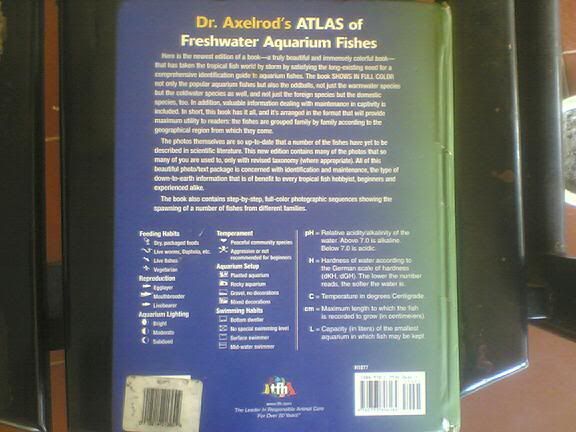 Dr. Axelrod's ATLAS of
Freshwater Aquarium Fishes
Here is the newest edition of a book—a truly beautiful and immensely colorful book—
that has taken the tropical fish world by storm by satisfying the long-existing need for a
comprehensive identification guide to aquarium fishes. The book SHOWS IN FULL COLOR
not only the popular aquarium fishes but also the oddballs, not just the warmwater species
but the coldwater species as well, and not just the foreign species but the domestic
species, too. In addition, valuable information dealing with maintenance in captivity is
included. In short, this book has it all, and it's arranged in the format that will provide
maximum utility to readers: the fishes are grouped family by family according to the
geographical region from which they come.
The photos themselves are so up-to-date that a number of the fishes have yet to be
described in scientific literature. This new edition contains many of the photos that so
many of you are used to, only with revised taxonomy (where appropriate). All of this
beautiful photo/text package is concerned with identification and maintenance, the type of
down-to-earth information that is of benefit to every tropical fish hobbyist, beginners and
experienced alike.
The book also contains step-by-step, full-color photographic sequences showing the
spawning of a number of fishes from different families.
Feeding Habits
Dry, packaged foods
Live worms, Daphnia, etc.
Live fishes
Vegetarian
Reproduction
Egglayer
Mouthbrooder
Livebearer
Aquarium Lighting
Bright
Moderate
Subdued
Temperament
Peaceful community species
Aggressive or not
recommended for beginners
Aquarium Setup
Planted aquarium
Rocky aquarium
Gravel, no decorations
Mixed decorations
Swimming Habits
Bottom dweller
No special swimming level
Surface swimmer
Mid-water swimmer
pH = Relative acidity/alkalinity of the
water. Above 7.0 is alkaline.
Below 7.0 is acidic.
H = Hardness of water according to
the German scale of hardness
(dKH, dGH). The lower the number
reads, the softer the water is.
C = Temperature in degrees Centigrade.
cm = Maximum length to which the fish
is recorded to grow (in centimeters).
L = Capacity (in liters) of the smallest
aquarium in which fish may be kept.
tfh
www.tfh.com
The Leader In Responsible Animal Care
For Over 50 Years!